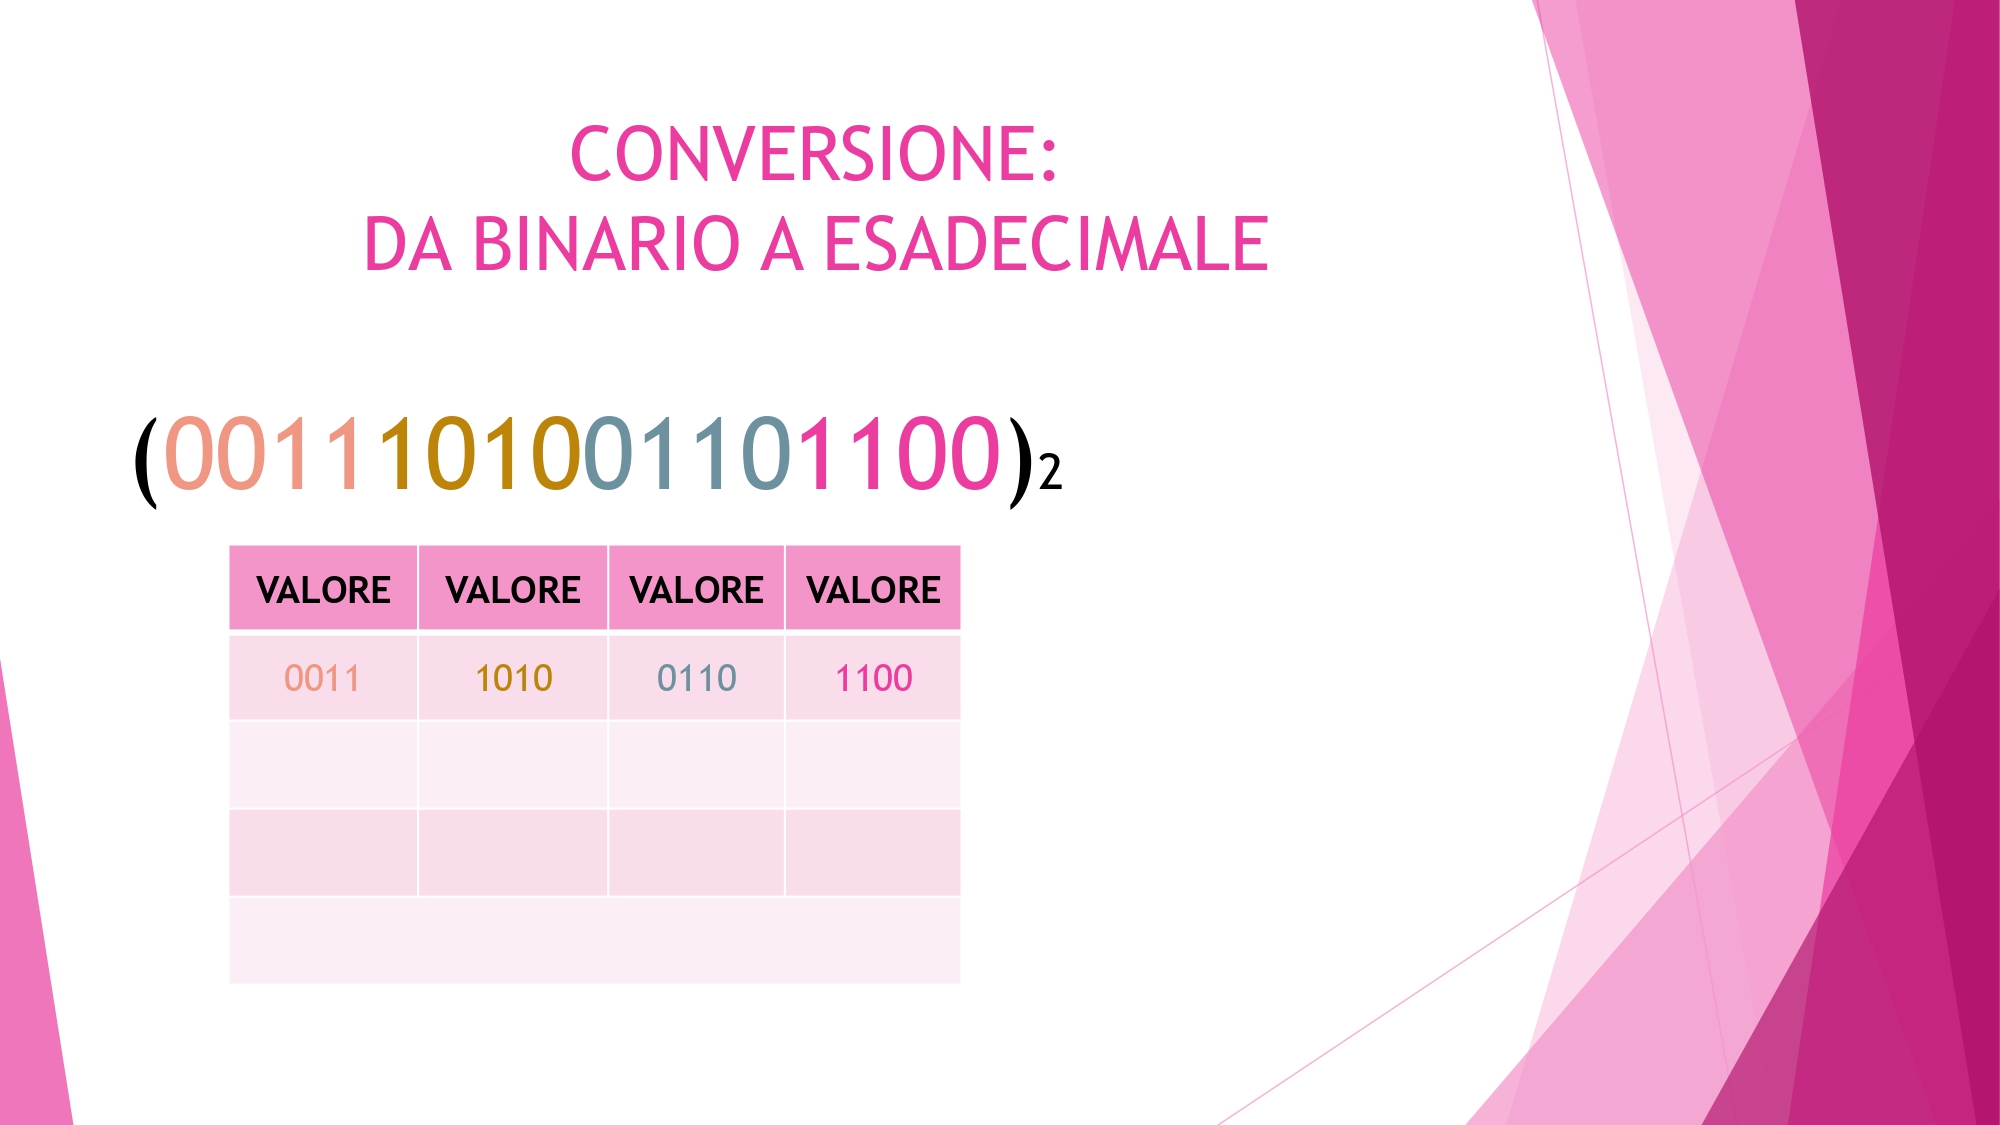 CONVERSIONE:
DA BINARIO A ESADECIMALE
(0011101001101100)2
VALORE VALORE VALORE VALORE
0011 1010 0110 1100